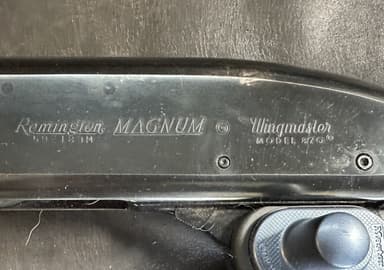 Remington MAGNUM Wingmaster
MODEL 870